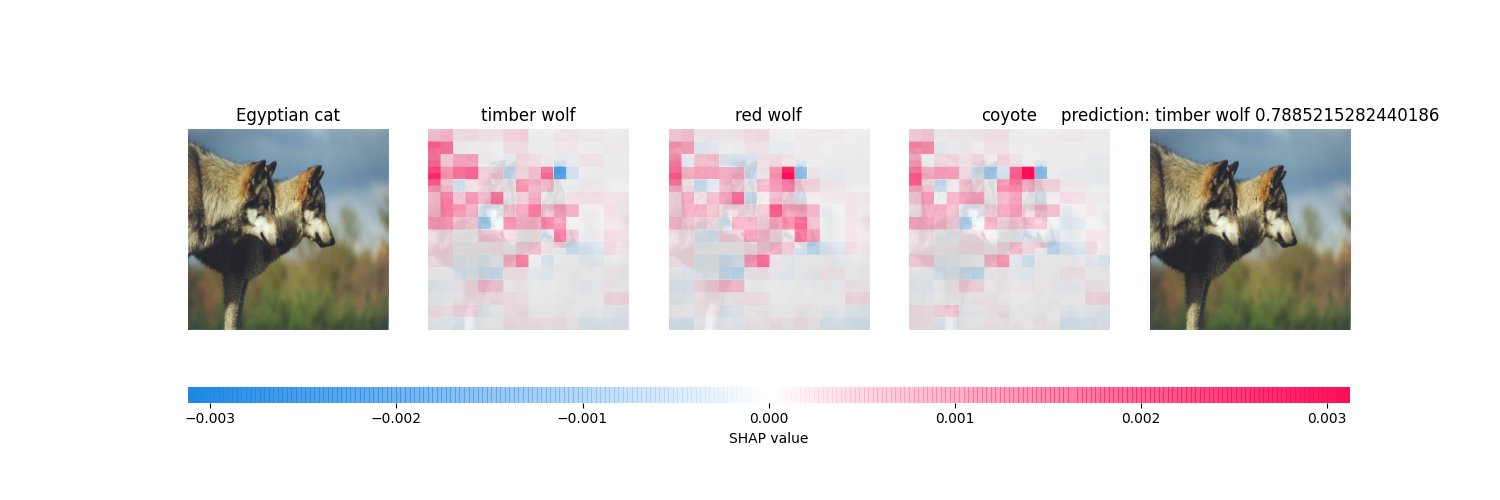 Egyptian cat
timber wolf
red wolf
coyote
prediction: timber wolf 0.7885215282440186
−0.003
−0.002
−0.001
0.000
0.001
0.002
0.003
SHAP value